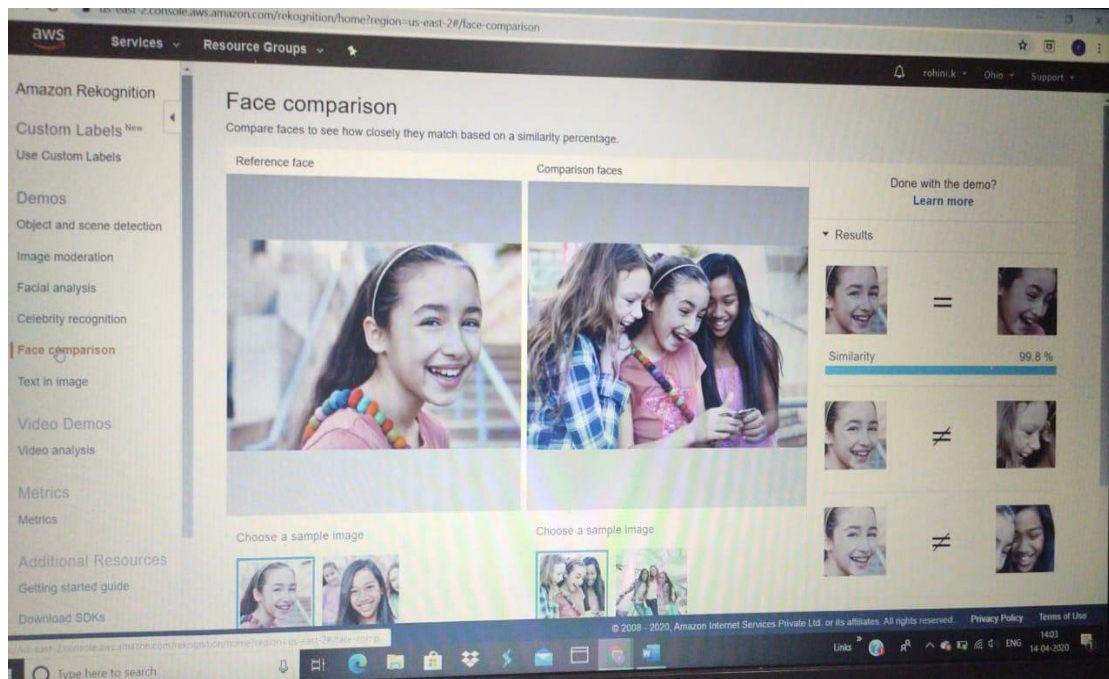 us-east-2.console.aws.amazon.com/rekognition/home?region=us-east-2#/face-comparison
aws
Services
Resource Groups
rohini.k
Ohio
Support
Amazon Rekognition
Custom Labels New
Use Custom Labels
Demos
Object and scene detection
Image moderation
Facial analysis
Celebrity recognition
Face comparison
Text in image
Video Demos
Video analysis
Metrics
Metrics
Additional Resources
Getting started guide
Download SDKs
Face comparison
Compare faces to see how closely they match based on a similarity percentage.
Reference face
Comparison faces
Choose a sample image
Choose a sample image
Done with the demo?
Learn more
Results
=
Similarity 99.8 %
≠
≠
© 2008 - 2020, Amazon Internet Services Private Ltd. or its affiliates. All rights reserved. Privacy Policy Terms of Use
Type here to search
Links
ENG
14:03
14-04-2020